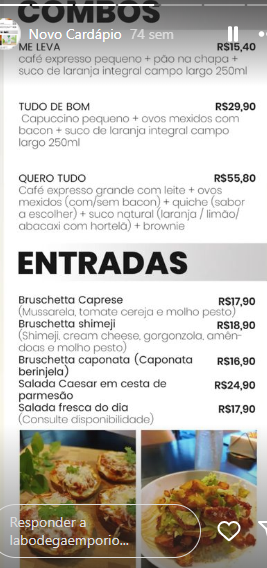 COMBOS
Novo Cardápio 74 sem
ME LEVA R$15,40
café expresso pequeno + pão na chapa +
suco de laranja integral campo largo 250ml
TUDO DE BOM R$29,90
Cappuccino pequeno + ovos mexidos com
bacon + suco de laranja integral campo
largo 250ml
QUERO TUDO R$55,80
Café expresso grande com leite + ovos
mexidos (com/sem bacon) + quiche (sabor
a escolher) + suco natural (laranja / limão/
abacaxi com hortelã) + brownie
ENTRADAS
Bruschetta Caprese R$17,90
(Mussarela, tomate cereja e molho pesto)
Bruschetta shimeji R$18,90
(Shimeji, cream cheese, gorgonzola, amên-
doas e molho pesto)
Bruschetta caponata (Caponata R$16,90
berinjela)
Salada Caesar em cesta de R$24,90
parmesão
Salada fresca do dia R$17,90
(Consulte disponibilidade)
Responder a
labodegaemporio...